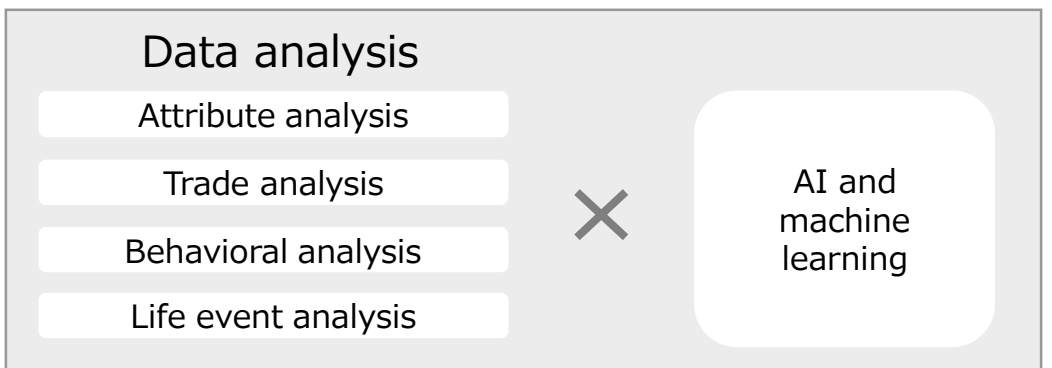 Data analysis
Attribute analysis
Trade analysis
Behavioral analysis
Life event analysis
×
AI and
machine
learning